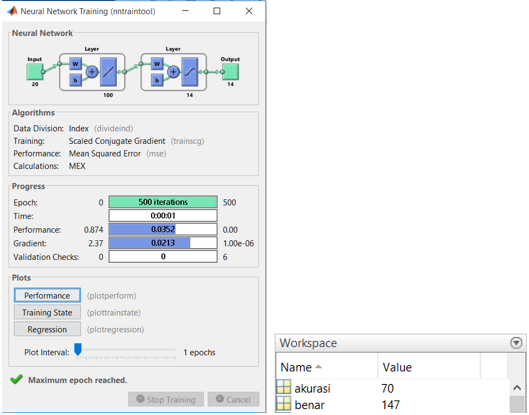 Neural Network Training (nntraintool)
Neural Network
Layer Layer
Input Output
W W
b b
20 14
100 14
Algorithms
Data Division: Index (divideind)
Training: Scaled Conjugate Gradient (trainscg)
Performance: Mean Squared Error (mse)
Calculations: MEX
Progress
Epoch: 0 500 iterations 500
Time: 0:00:01
Performance: 0.874 0.0352 0.00
Gradient: 2.37 0.0213 1.00e-06
Validation Checks: 0 0 6
Plots
Performance (plotperform)
Training State (plottrainstate)
Regression (plotregression)
Plot Interval: 1 epochs
Maximum epoch reached.
Stop Training Cancel
Workspace
Name Value
akurasi 70
benar 147